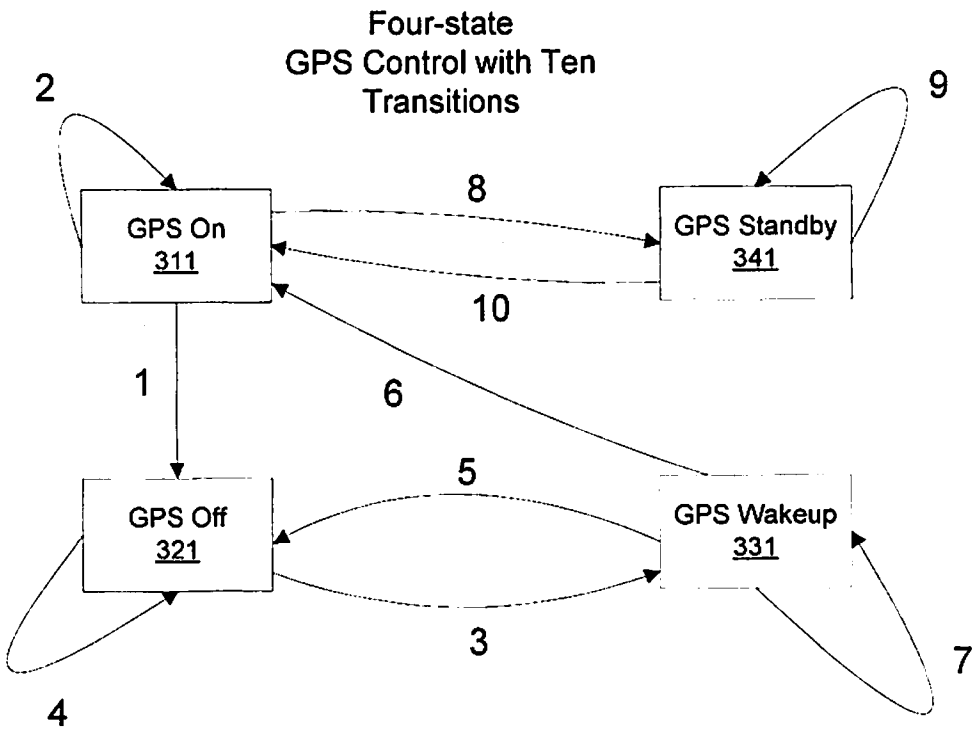 Four-state
GPS Control with Ten
Transitions
2
9
8
GPS On
311
GPS Standby
341
10
1
6
5
GPS Off
321
GPS Wakeup
331
3
7
4